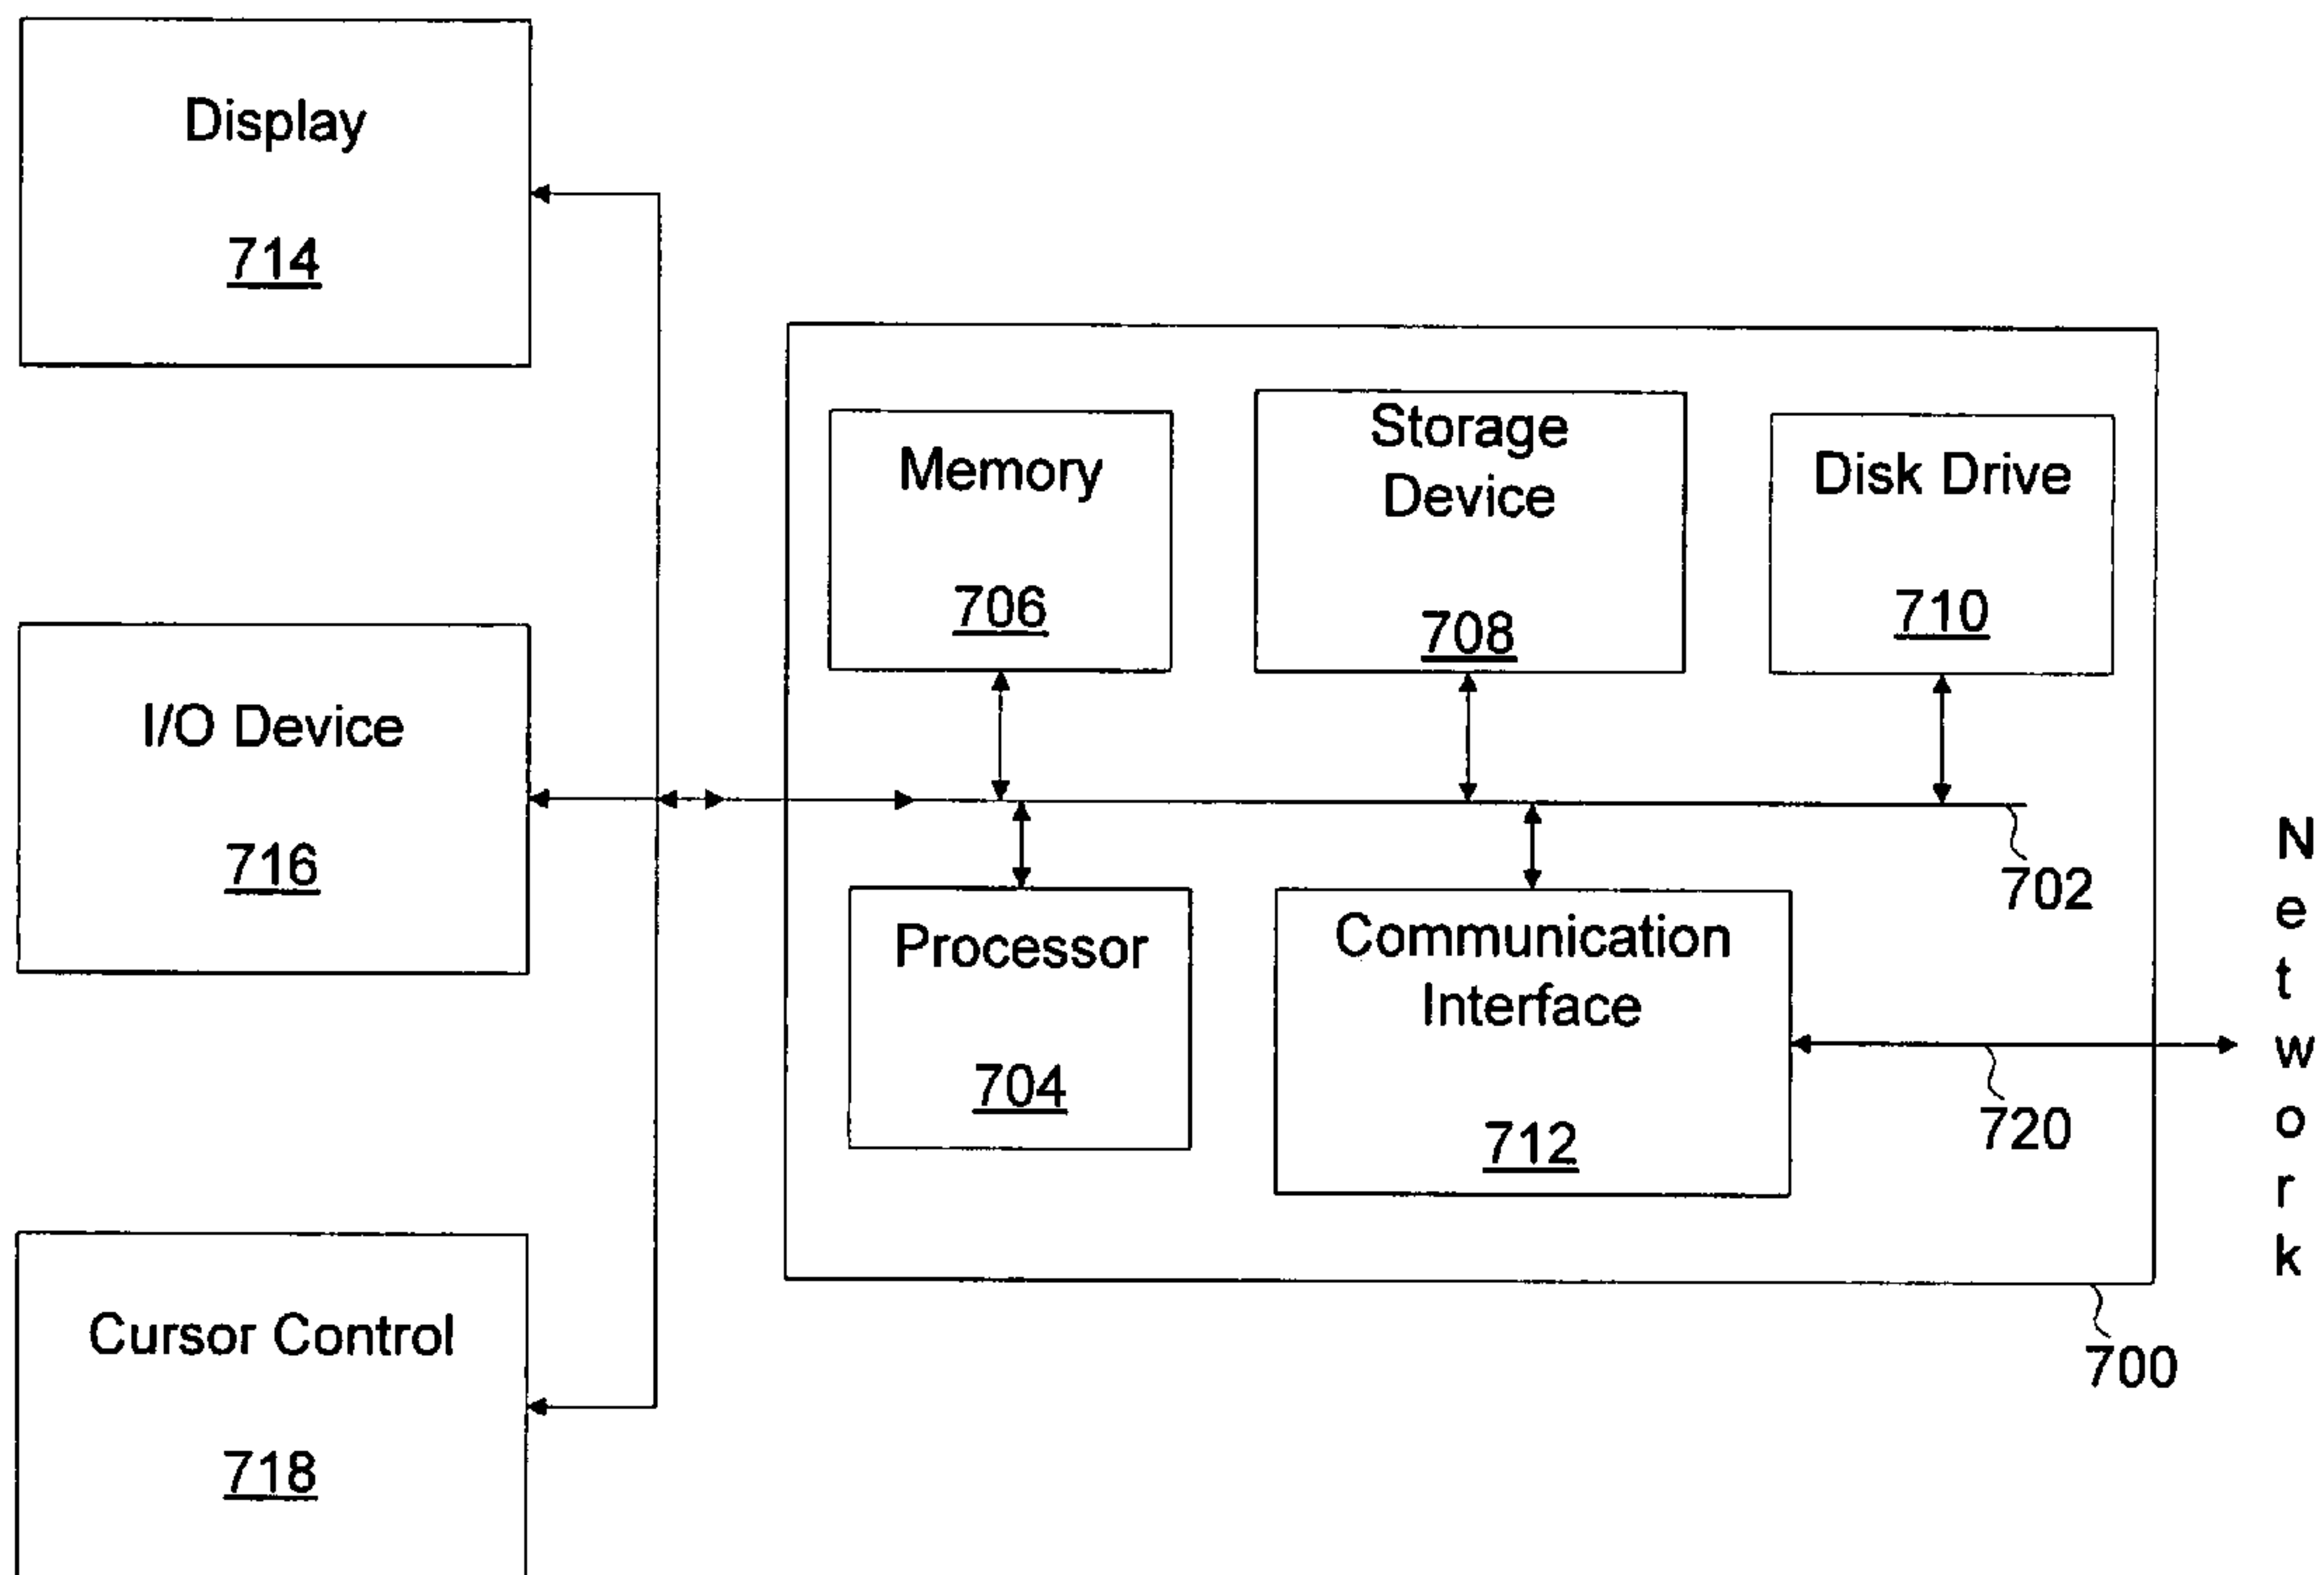 Display
714
Memory
706
Storage
Device
708
Disk Drive
710
I/O Device
716
702
Processor
704
Communication
Interface
712
720
Network
Cursor Control
718
700